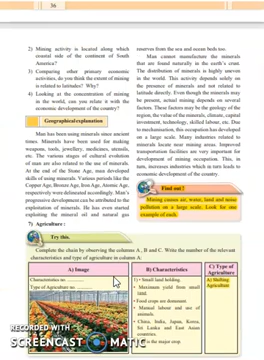 36
2) Mining activity is located along which
coastal side of the continent of South
America?
3) Comparing other primary economic
activities, do you think the extent of mining
is related to latitudes? Why?
4) Looking at the concentration of mining
in the world, can you relate it with the
economic development of the country?
Geographical explanation
Man has been using minerals since ancient
times. Minerals have been used for making
weapons, tools, jewellery, medicines, utensils,
etc. The various stages of cultural evolution
of man are also related to the use of minerals.
At the end of the Stone Age, man developed
skills of using minerals. Various periods like the
Copper Age, Bronze Age, Iron Age, Atomic Age,
respectively were delineated accordingly. Man's
progressive development can be attributed to the
exploitation of minerals. He has even started
exploiting the mineral oil and natural gas
reserves from the sea and ocean beds too.
Man cannot manufacture the minerals
that are found naturally in the earth's crust.
The distribution of minerals is highly uneven
in the world. This activity depends solely on
the presence of minerals and not related to
latitude directly. Even though the minerals may
be present, actual mining depends on several
factors. These factors may be the geology of the
region, the value of the minerals, climate, capital
investment, technology, skilled labour, etc. Due
to mechanisation, this occupation has developed
on a large scale. Many industries related to
minerals locate near mining areas. Improved
transportation facilities are very important for
development of mining occupation. This, in
turn, increases industries which in turn leads to
economic development of the country.
Find out!
Mining causes air, water, land and noise
pollution on a large scale. Look for one
example of each.
7) Agriculture :
Try this.
Complete the chain by observing the columns A, B and C. Write the number of the relevant
characteristics and type of agriculture in column A:
A) Image
B) Characteristics
C) Type of
Agriculture
Characteristics no.
Type of Agriculture no.
1) • Small land holding.
• Maximum yield from small
land.
• Food crops are dominant
• Manual labour and use of
animals.
• China, India, Japan, Korea,
Sri Lanka and East Asian
countries.
is the major crop
A) Shifting
Agriculture
RECORDED WITH
SCREENCAST MATIC